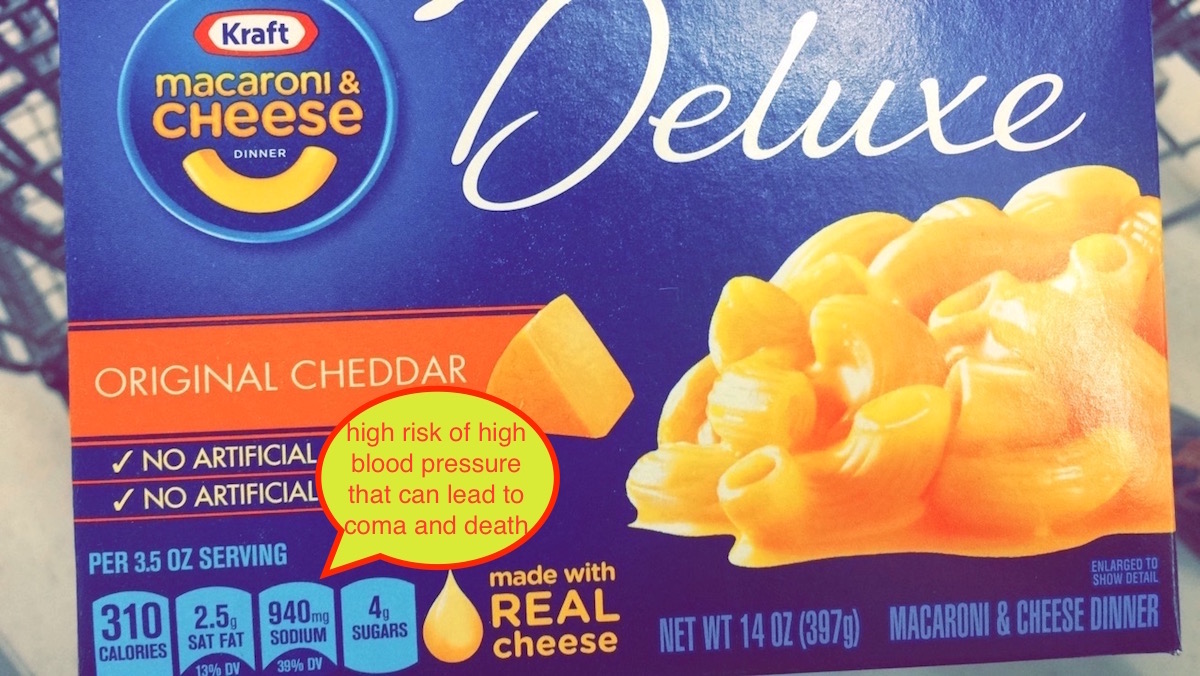 Kraft
macaroni &
CHeese
DINNER
Deluxe
ORIGINAL CHEDDAR
✓ NO ARTIFICIAL
✓ NO ARTIFICIAL
high risk of high
blood pressure
that can lead to
coma and death
PER 3.5 OZ SERVING
310
CALORIES
2.5g
SAT FAT
13% DV
940mg
SODIUM
39% DV
4g
SUGARS
made with
REAL
cheese
NET WT 14 OZ (397g)
ENLARGED TO
SHOW DETAIL
MACARONI & CHEESE DINNER